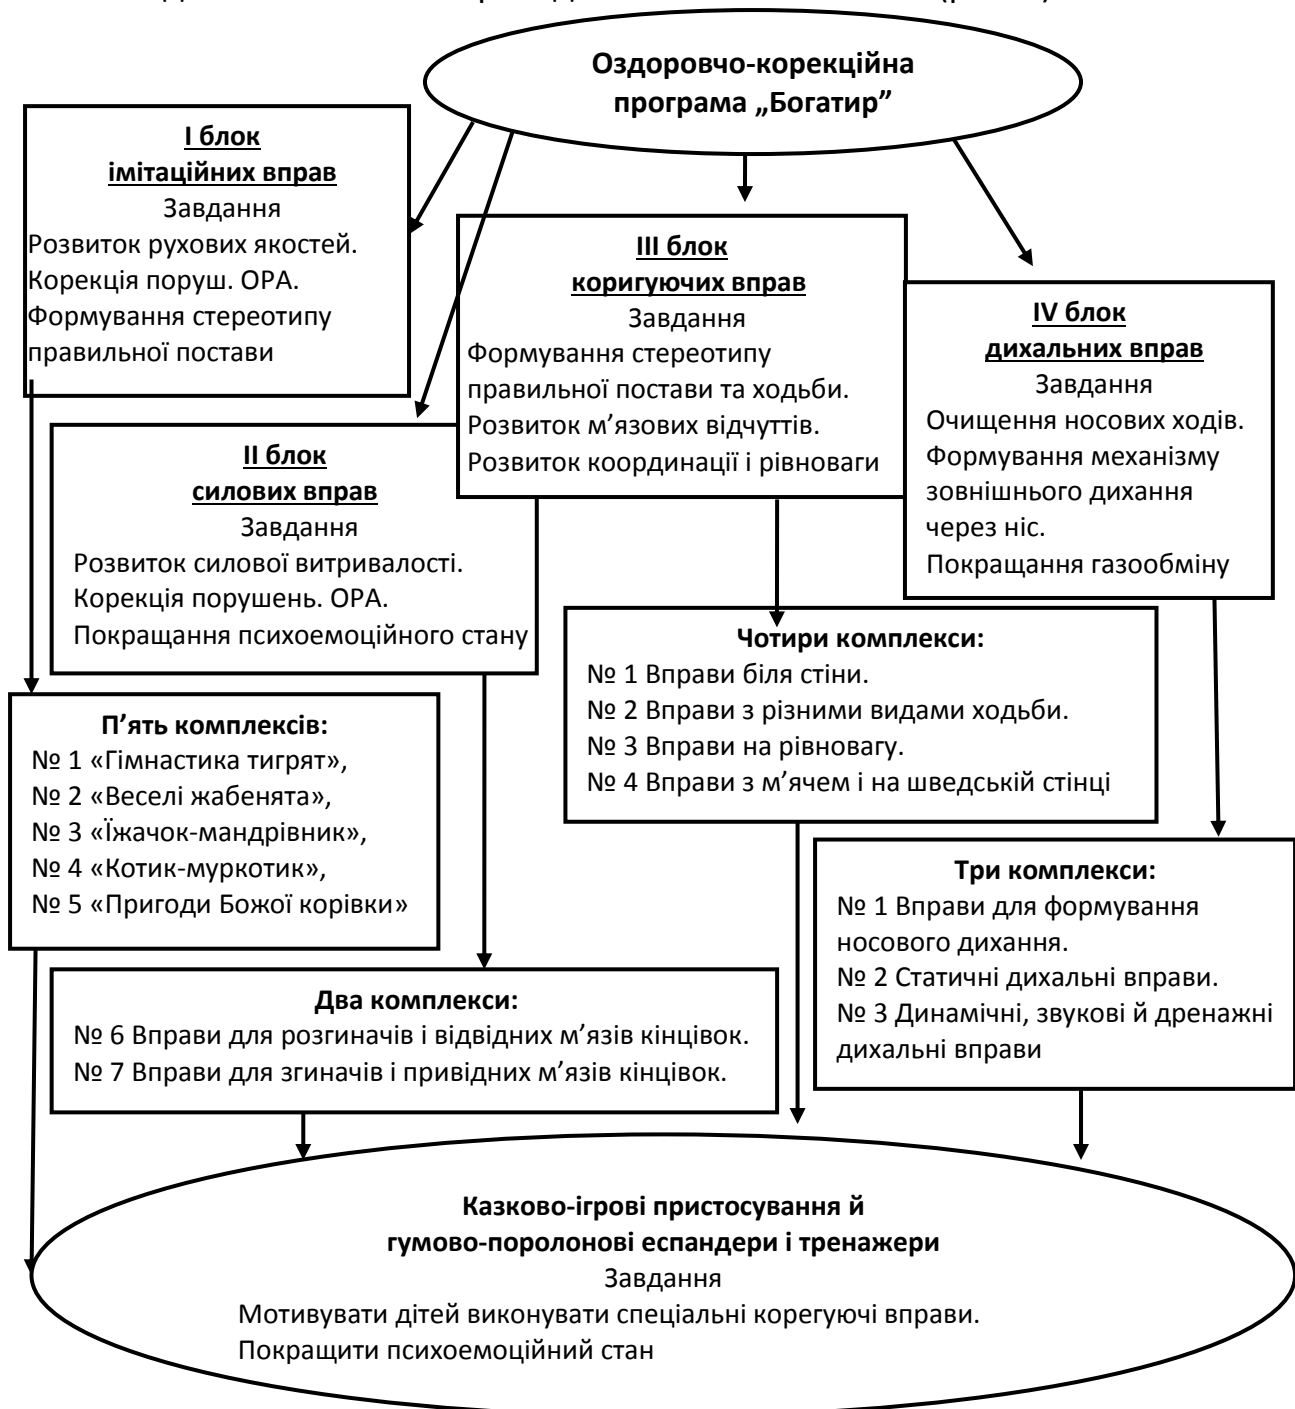 Оздоровчо-корекційна
програма „Богатир”
І блок
імітаційних вправ
Завдання
Розвиток рухових якостей.
Корекція поруш. ОРА.
Формування стереотипу
правильної постави
ІІІ блок
коригуючих вправ
Завдання
Формування стереотипу
правильної постави та ходьби.
Розвиток м’язових відчуттів.
Розвиток координації і рівноваги
IV блок
дихальних вправ
Завдання
Очищення носових ходів.
Формування механізму
зовнішнього дихання
через ніс.
Покращання газообміну
ІІ блок
силових вправ
Завдання
Розвиток силової витривалості.
Корекція порушень. ОРА.
Покращання психоемоційного стану
Чотири комплекси:
№ 1 Вправи біля стіни.
№ 2 Вправи з різними видами ходьби.
№ 3 Вправи на рівновагу.
№ 4 Вправи з м’ячем і на шведській стінці
П’ять комплексів:
№ 1 «Гімнастика тигрят»,
№ 2 «Веселі жабенята»,
№ 3 «Їжачок-мандрівник»,
№ 4 «Котик-муркотик»,
№ 5 «Пригоди Божої корівки»
Три комплекси:
№ 1 Вправи для формування
носового дихання.
№ 2 Статичні дихальні вправи.
№ 3 Динамічні, звукові й дренажні
дихальні вправи
Два комплекси:
№ 6 Вправи для розгиначів і відвідних м’язів кінцівок.
№ 7 Вправи для згиначів і привідних м’язів кінцівок.
Казково-ігрові пристосування й
гумово-поролонові еспандери і тренажери
Завдання
Мотивувати дітей виконувати спеціальні корегуючі вправи.
Покращити психоемоційний стан